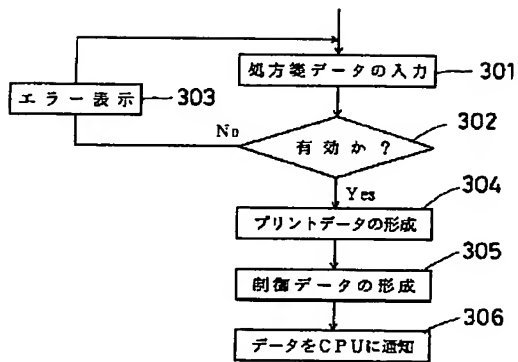 処方箋データの入力
301
エラー表示
303
No
302
有効か？
Yes
304
プリントデータの形成
305
制御データの形成
306
データをCPUに通知